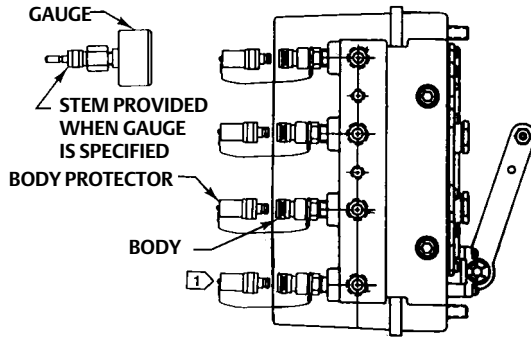 GAUGE
STEM PROVIDED
WHEN GAUGE
IS SPECIFIED
BODY PROTECTOR
BODY
1